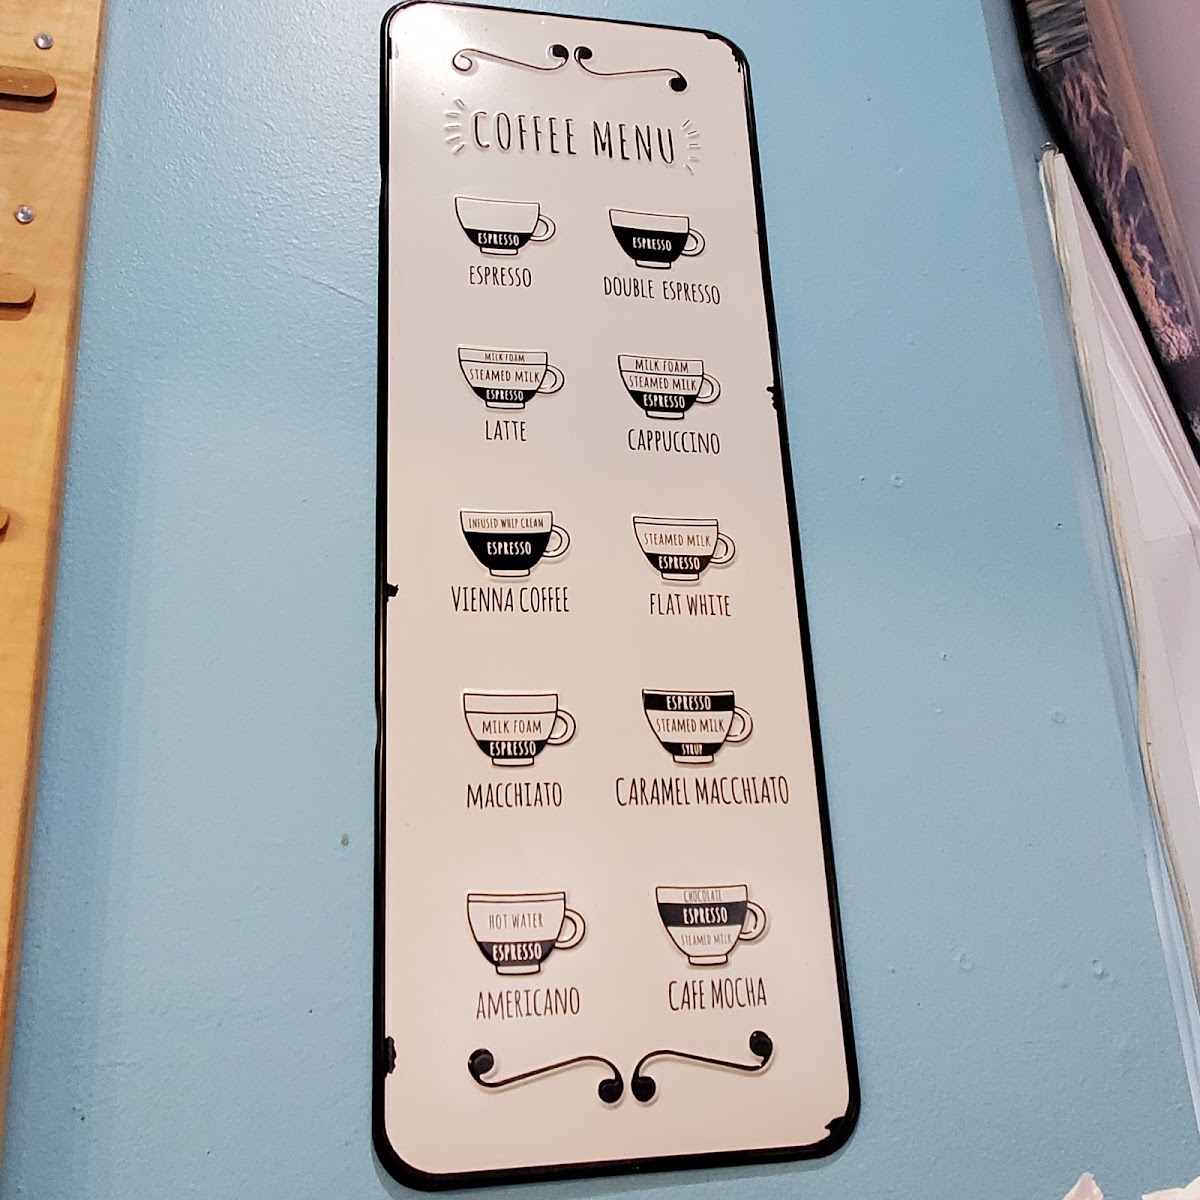 COFFEE MENU
ESPRESSO
ESPRESSO
ESPRESSO
DOUBLE ESPRESSO
MILK FOAM
STEAMED MILK
ESPRESSO
LATTE
MILK FOAM
STEAMED MILK
ESPRESSO
CAPPUCCINO
INFUSED WHIP CREAM
ESPRESSO
VIENNA COFFEE
STEAMED MILK
ESPRESSO
FLAT WHITE
MILK FOAM
ESPRESSO
MACCHIATO
ESPRESSO
STEAMED MILK
SYRUP
CARAMEL MACCHIATO
HOT WATER
ESPRESSO
AMERICANO
CHOCOLATE
ESPRESSO
STEAMED MILK
CAFE MOCHA